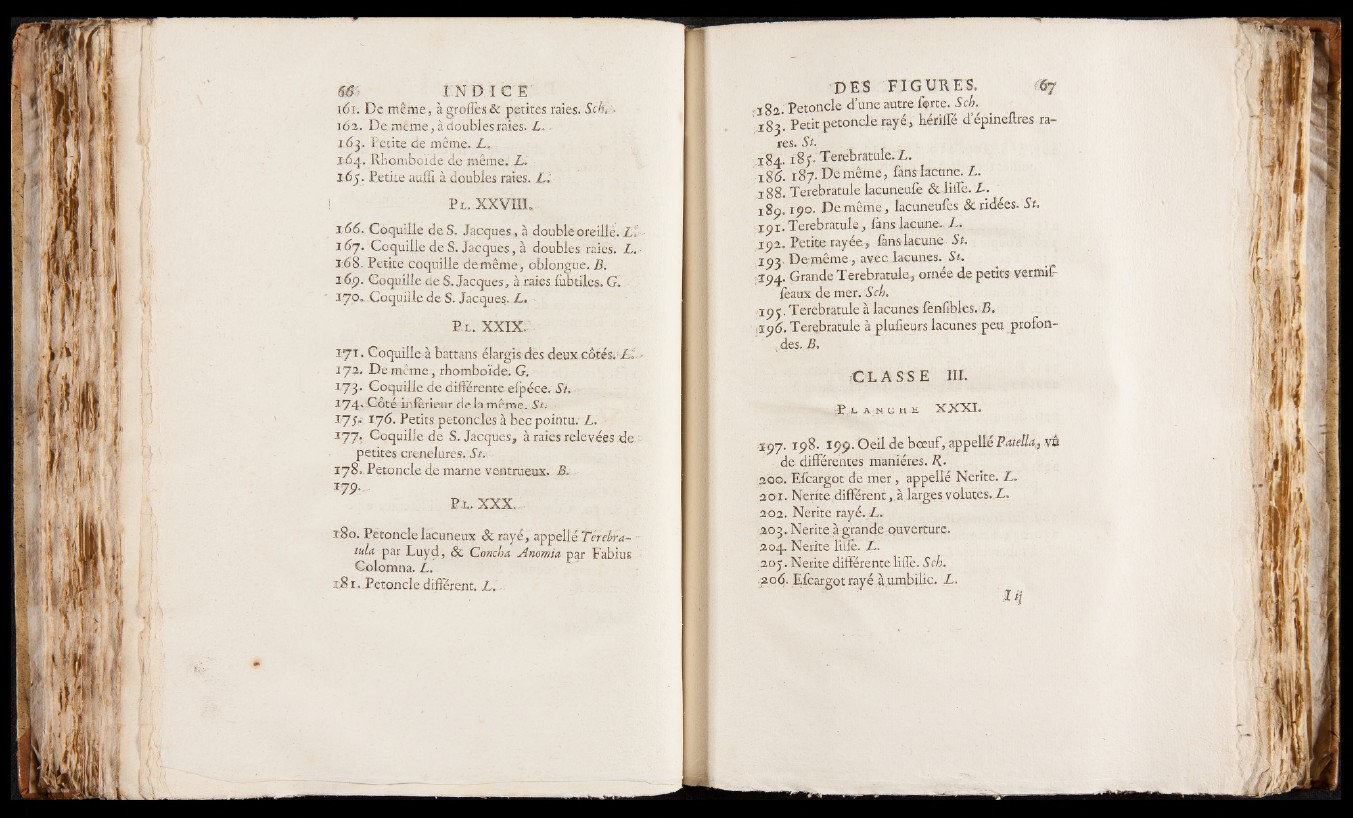 66 INDICE
161. De même, à groſſes & petites raies. Sch.
162. De même, à doubles raies. L.
163. Petite de même. L.
164. Rhomboide de même. L.
165. Petite auſſi à doubles raies. L.
PL. XXVIII.
166. Coquille de S. Jacques, à double oreillé. L.
167. Coquille de S. Jacques, à doubles raies. L.
168. Petite coquille de même, oblongue. B.
169. Coquille de S. Jacques, à raies ſubtiles. G.
170. Coquille de S. Jacques. L.
PL. XXIX.
171. Coquille à battans élargis des deux côtés. L.
172. De même, rhomboïde. G.
173. Coquille de différente eſpéce. St.
174. Côté inférieur de la même. St.
175. 176. Petits petoncles à bec pointu. L.
177. Coquille de S. Jacques, à raies relevées de
petites crenelures. St.
178. Petoncle de marne ventrueux. B.
179.
PL. XXX.
180. Petoncle lacuneux & rayé, appellé Terebra-
tula par Luyd, & Concha Anomia par Fabius
Colomna. L.
181. Petoncle différent. L.
DES FIGURES. 67
182. Petoncle d'une autre ſorte. Sch.
183. Petit petoncle rayé, hériſſé d'épineſtres ra-
res. St.
184. 185. Terebratule. L.
186. 187. De même, ſans lacune. L.
188. Terebratule lacuneuſe & liſſe. L.
189. 190. De même, lacuneuſes & ridées. St.
191. Terebratule, ſans lacune. L.
192. Petite rayée, ſans lacune St.
193. De même, avec lacunes. St.
194. Grande Terebratule, ornée de petits vermiſ-
ſeaux de mer. Sch.
195. Terebratule à lacunes ſenſibles. B.
196. Terebratule à pluſieurs lacunes peu profon-
des. B.
CLASSE III.
PLANCHE XXXI.
197. 198. 199. Oeil de bœuf, appellé Patella, vû
de différentes maniéres. R.
200. Eſcargot de mer, appellé Nerite. L.
201. Nerite différent, à larges volutes. L.
202. Nerite rayé. L.
203. Nerite à grande ouverture.
204. Nerite liſſe. L.
205. Nerite différente liſſe. Sch.
206. Eſcargot rayé à umbilic. L.
I ij